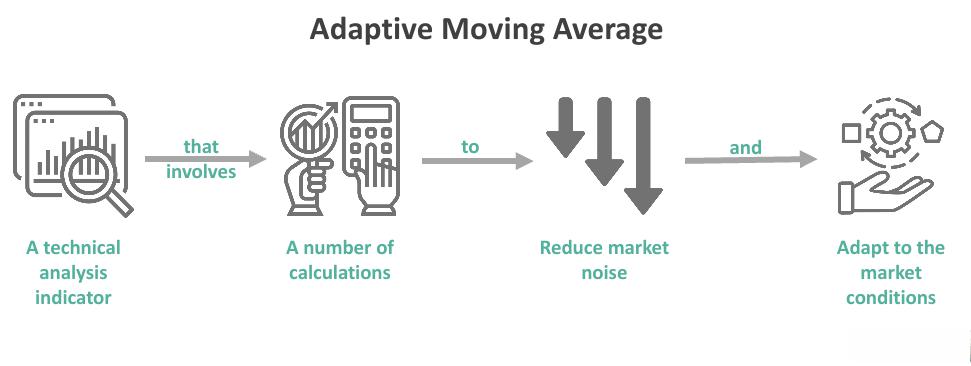 Adaptive Moving Average
that
involves
to
and
A technical
analysis
indicator
A number of
calculations
Reduce market
noise
Adapt to the
market
conditions